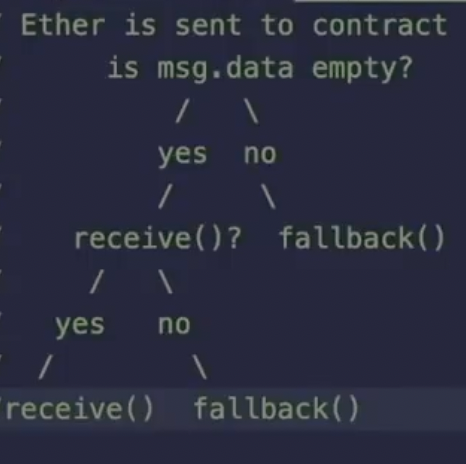 Ether is sent to contract
is msg.data empty?
/ \
yes no
/ \
receive()? fallback()
/ \
yes no
/ \
receive() fallback()